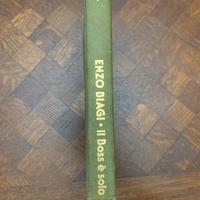 ENZO BIAGI • Il Boss è solo